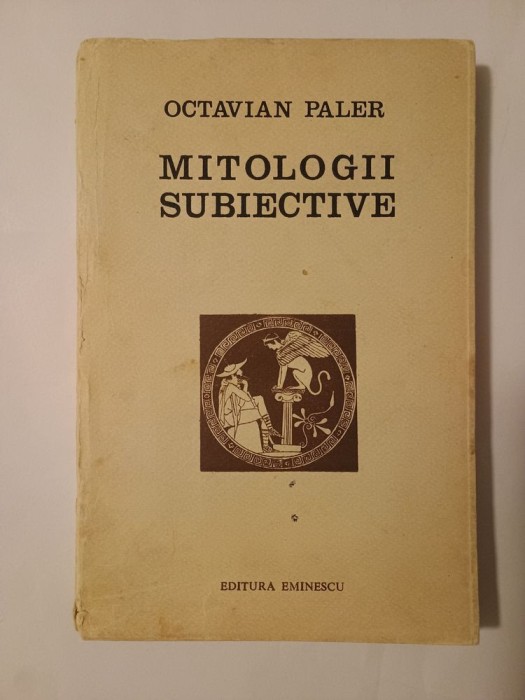 OCTAVIAN PALER
MITOLOGII
SUBIECTIVE
EDITURA EMINESCU